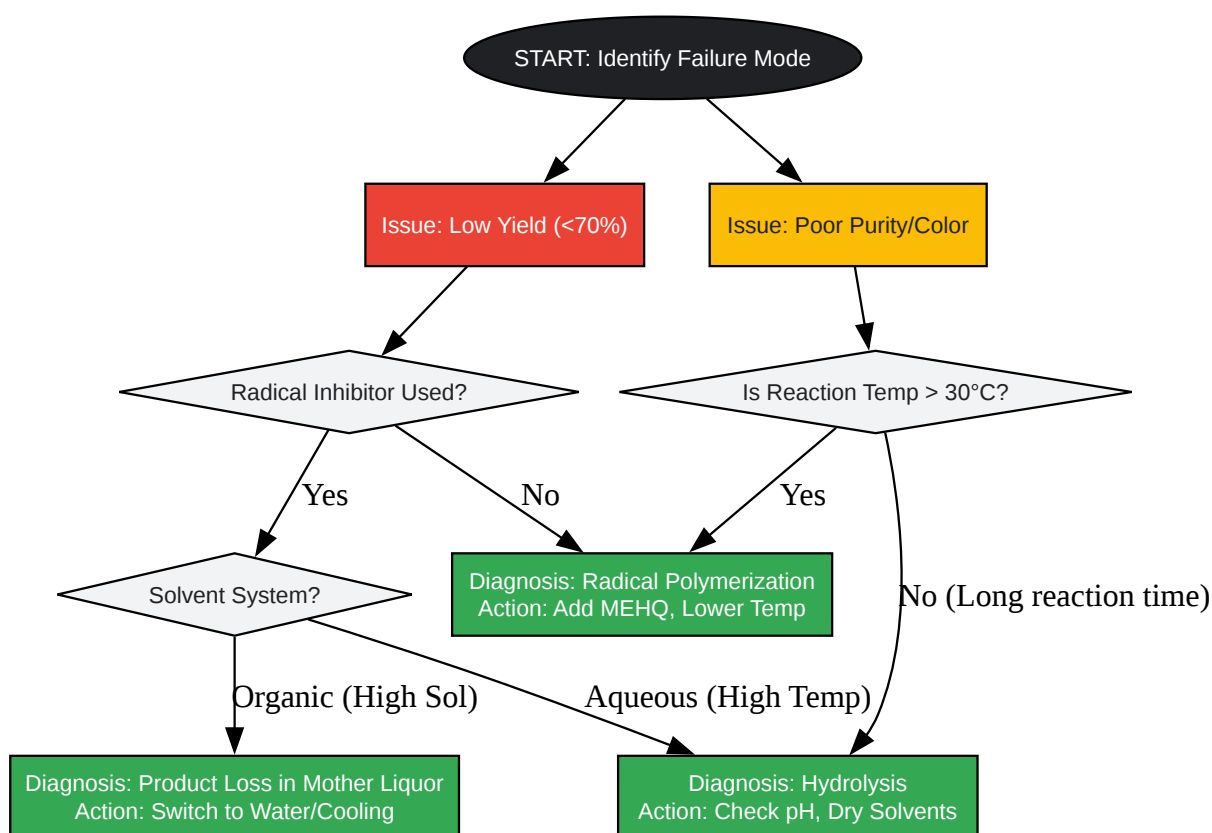 START: Identify Failure Mode
Issue: Low Yield (<70%)
Issue: Poor Purity/Color
Radical Inhibitor Used?
Is Reaction Temp > 30°C?
Yes
No
Yes
Solvent System?
Diagnosis: Radical Polymerization
Action: Add MEHQ, Lower Temp
No (Long reaction time)
Organic (High Sol)
Aqueous (High Temp)
Diagnosis: Product Loss in Mother Liquor
Action: Switch to Water/Cooling
Diagnosis: Hydrolysis
Action: Check pH, Dry Solvents